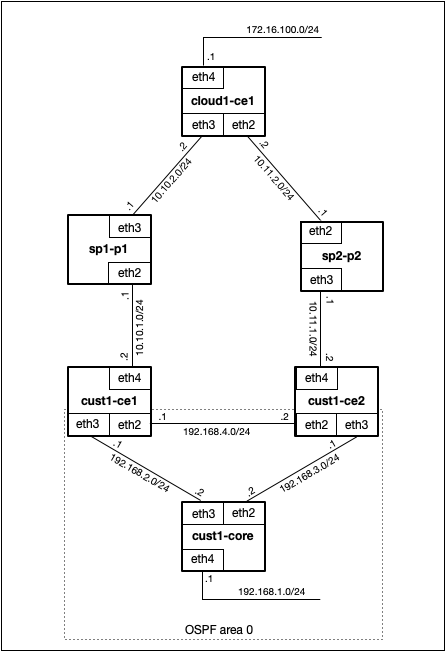 172.16.100.0/24
.1
eth4
cloud1-ce1
eth3 eth2
.2 .2
10.10.2.0/24 10.11.2.0/24
.1 .1
eth3 eth2
sp1-p1 sp2-p2
eth2 eth3
.1 .1
10.10.1.0/24 10.11.1.0/24
.2 .2
eth4 eth4
cust1-ce1 cust1-ce2
eth3 eth2 eth2 eth3
.1 .2
192.168.4.0/24
.1 .1
192.168.2.0/24 192.168.3.0/24
.2 .2
eth3 eth2
cust1-core
eth4
.1
192.168.1.0/24
OSPF area 0